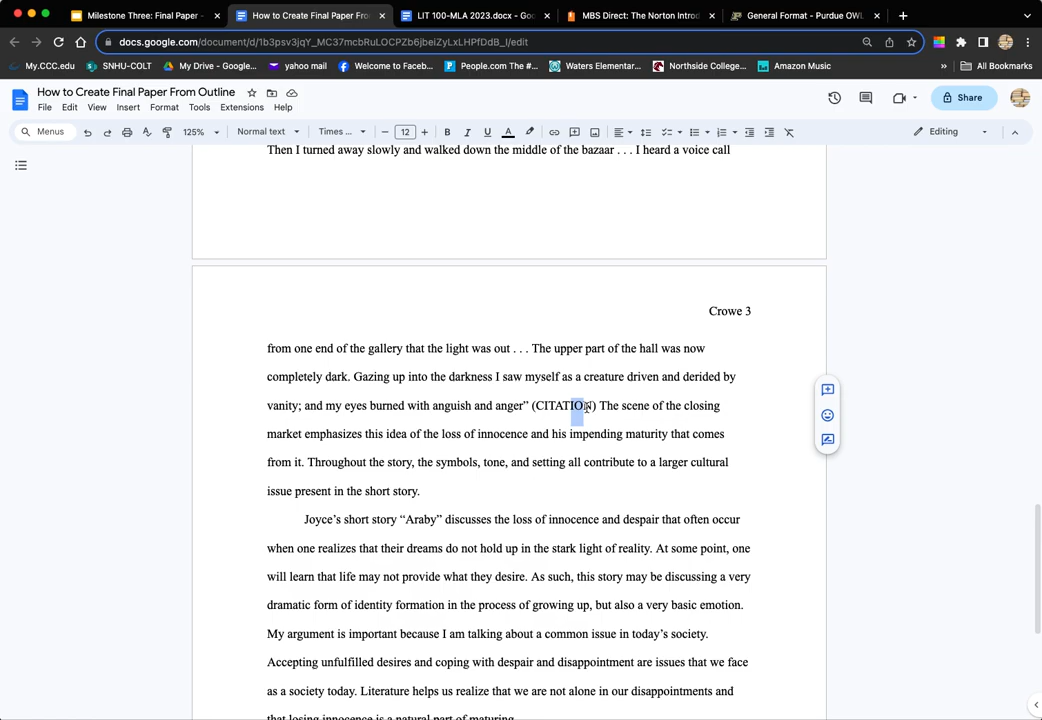 Milestone Three: Final Paper -
How to Create Final Paper From
LIT 100-MLA 2023.docx - Goo
MBS Direct: The Norton Introd
General Format - Purdue OWL
docs.google.com/document/d/1b3psv3jqY_MC37mcbRuLOCPZb6jbeiZyLxLHPfDdB_I/edit
My.CCC.edu
SNHU-COLT
My Drive - Google...
yahoo mail
Welcome to Faceb...
People.com The #...
Waters Elementar...
Northside College...
Amazon Music
»
All Bookmarks
How to Create Final Paper From Outline
File Edit View Insert Format Tools Extensions Help
Share
Menus
125%
Normal text
Times ...
12
B I U A
Editing
Then I turned away slowly and walked down the middle of the bazaar . . . I heard a voice call
Crowe 3
from one end of the gallery that the light was out . . . The upper part of the hall was now
completely dark. Gazing up into the darkness I saw myself as a creature driven and derided by
vanity; and my eyes burned with anguish and anger” (CITATION) The scene of the closing
market emphasizes this idea of the loss of innocence and his impending maturity that comes
from it. Throughout the story, the symbols, tone, and setting all contribute to a larger cultural
issue present in the short story.
Joyce’s short story “Araby” discusses the loss of innocence and despair that often occur
when one realizes that their dreams do not hold up in the stark light of reality. At some point, one
will learn that life may not provide what they desire. As such, this story may be discussing a very
dramatic form of identity formation in the process of growing up, but also a very basic emotion.
My argument is important because I am talking about a common issue in today’s society.
Accepting unfulfilled desires and coping with despair and disappointment are issues that we face
as a society today. Literature helps us realize that we are not alone in our disappointments and
that losing innocence is a natural part of maturing.